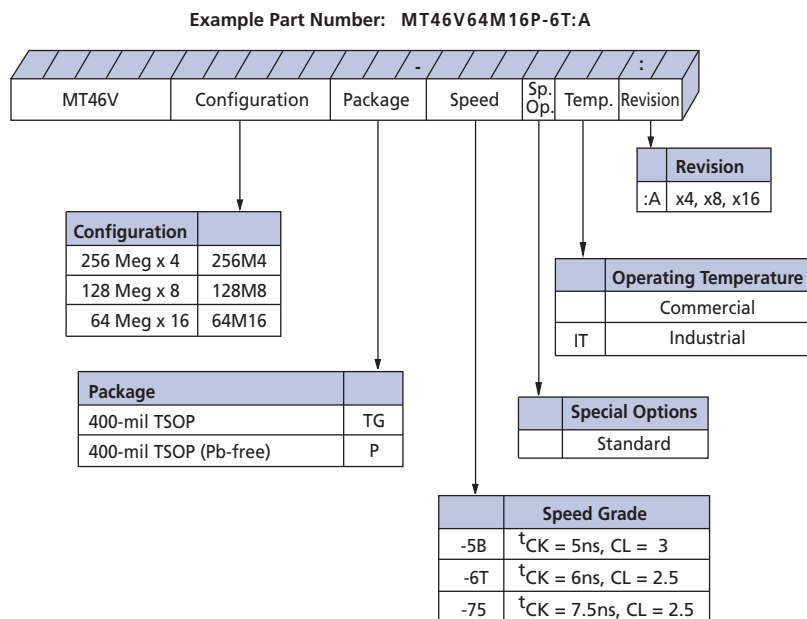 Example Part Number: MT46V64M16P-6T:A
- :
MT46V Configuration Package Speed Sp. Op. Temp. Revision
Revision
:A x4, x8, x16
Configuration
256 Meg x 4 256M4
128 Meg x 8 128M8
64 Meg x 16 64M16
Operating Temperature
Commercial
IT Industrial
Package
400-mil TSOP TG
400-mil TSOP (Pb-free) P
Special Options
Standard
Speed Grade
-5B tCK = 5ns, CL = 3
-6T tCK = 6ns, CL = 2.5
-75 tCK = 7.5ns, CL = 2.5